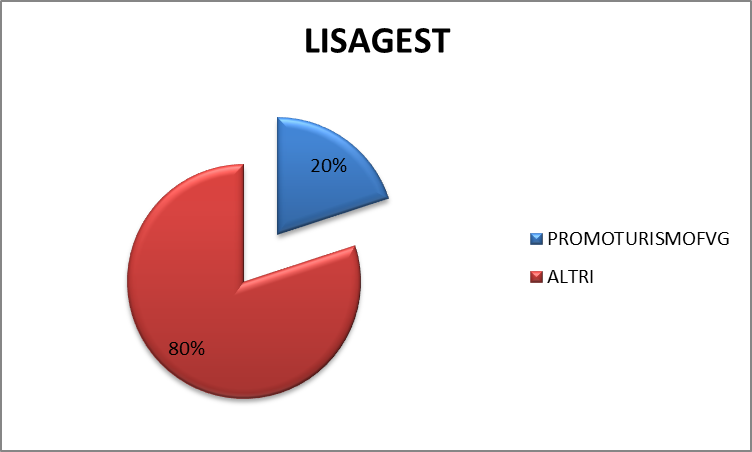 LISAGEST
20%
80%
PROMOTURISMOFVG
ALTRI